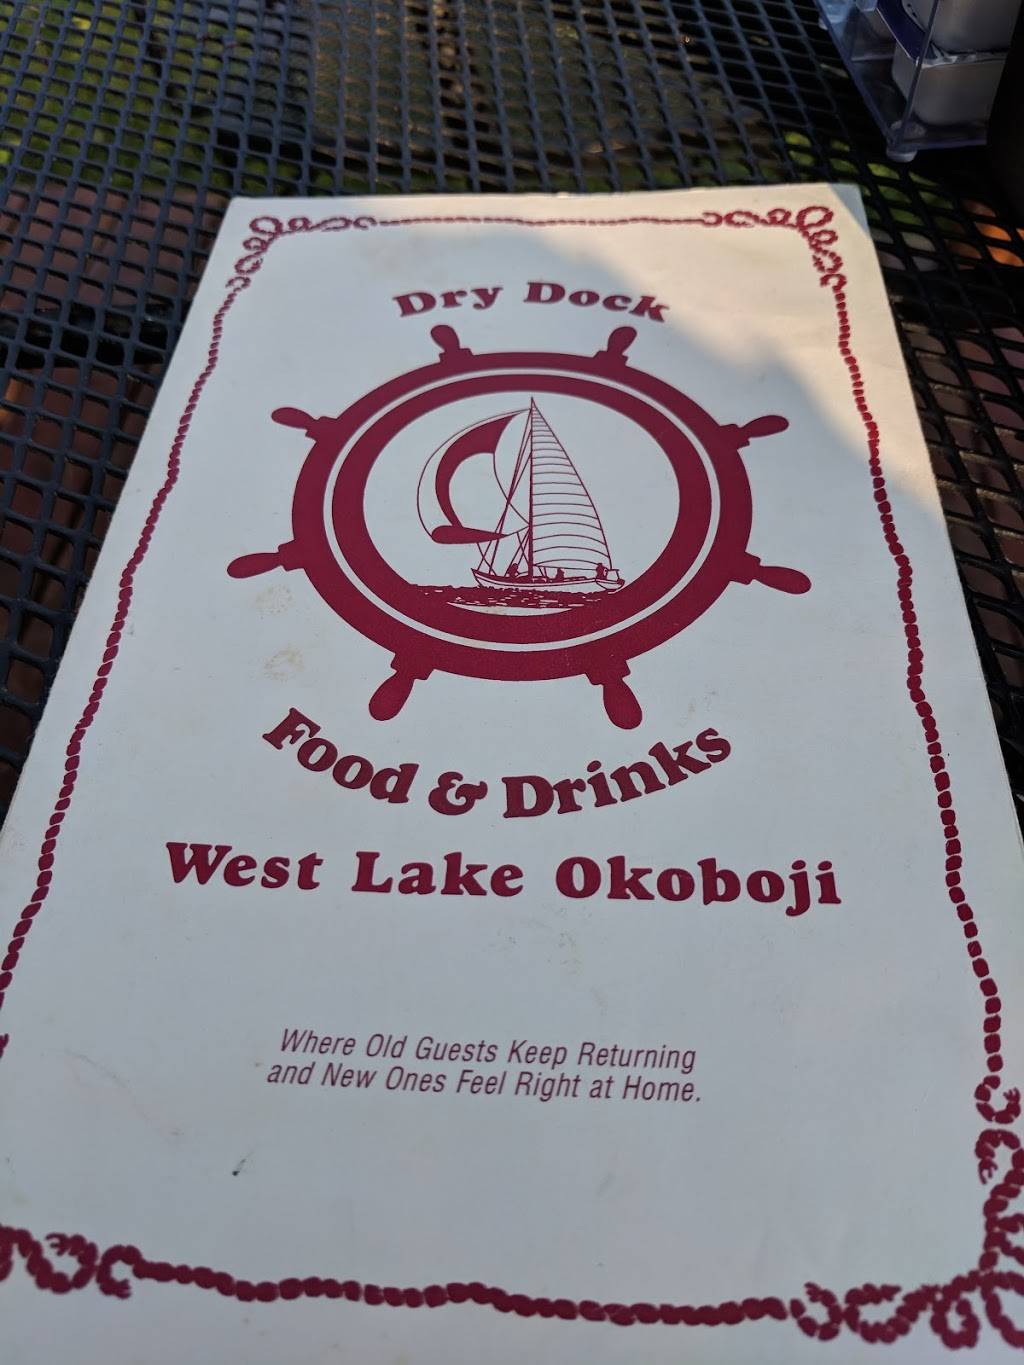 Dry Dock
Food & Drinks
West Lake Okoboji
Where Old Guests Keep Returning
and New Ones Feel Right at Home.